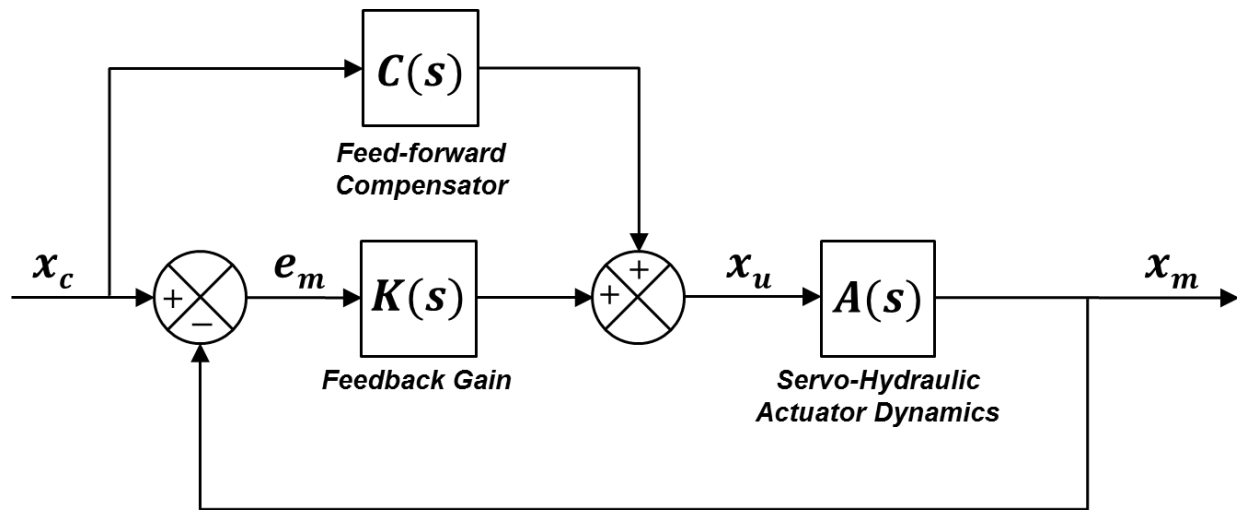 C(s)
Feed-forward
Compensator
x_c
+
−
e_m
K(s)
Feedback Gain
+
+
x_u
A(s)
Servo-Hydraulic
Actuator Dynamics
x_m